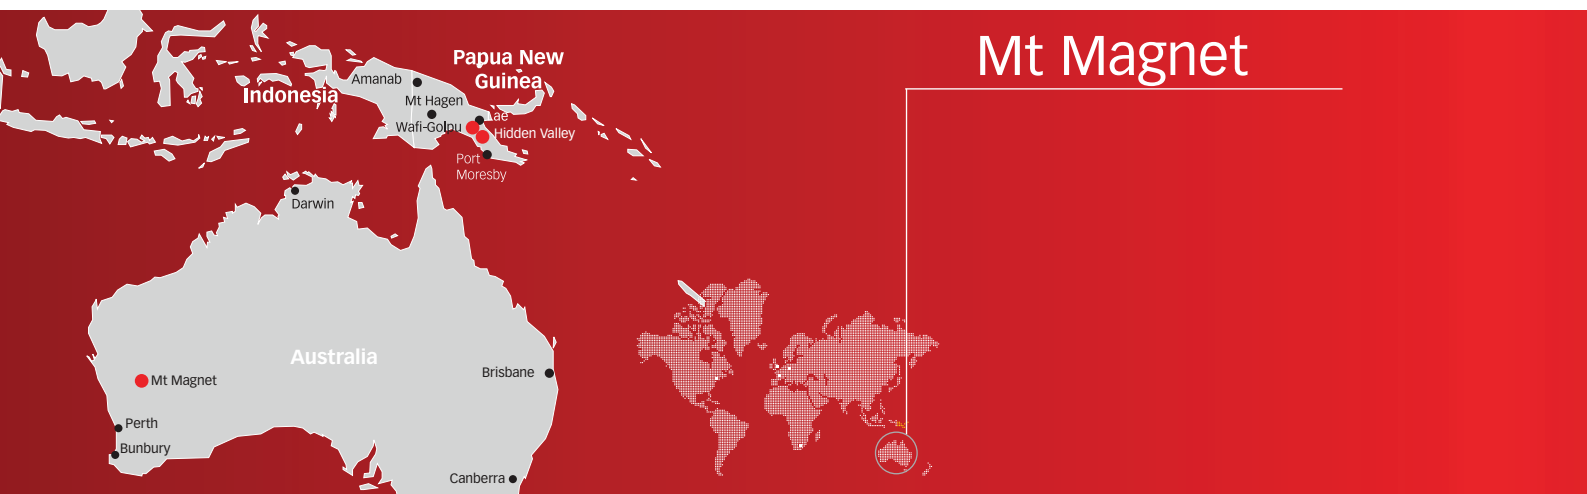 Mt Magnet
Papua New
Guinea
Amanab
Indonesia
Mt Hagen
Lae
Wafi-Golpu
Hidden Valley
Port
Moresby
Darwin
Australia
Brisbane
Mt Magnet
Perth
Bunbury
Canberra